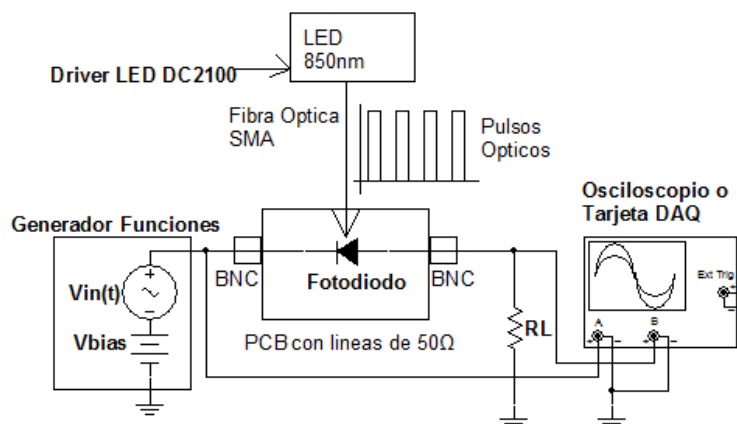 LED
850nm
Driver LED DC2100
Fibra Optica
SMA
Pulsos
Opticos
Osciloscopio o
Tarjeta DAQ
Generador Funciones
Vin(t)
Vbias
BNC
Fotodiodo
BNC
PCB con lineas de 50Ω
RL
Ext Trig
A
B